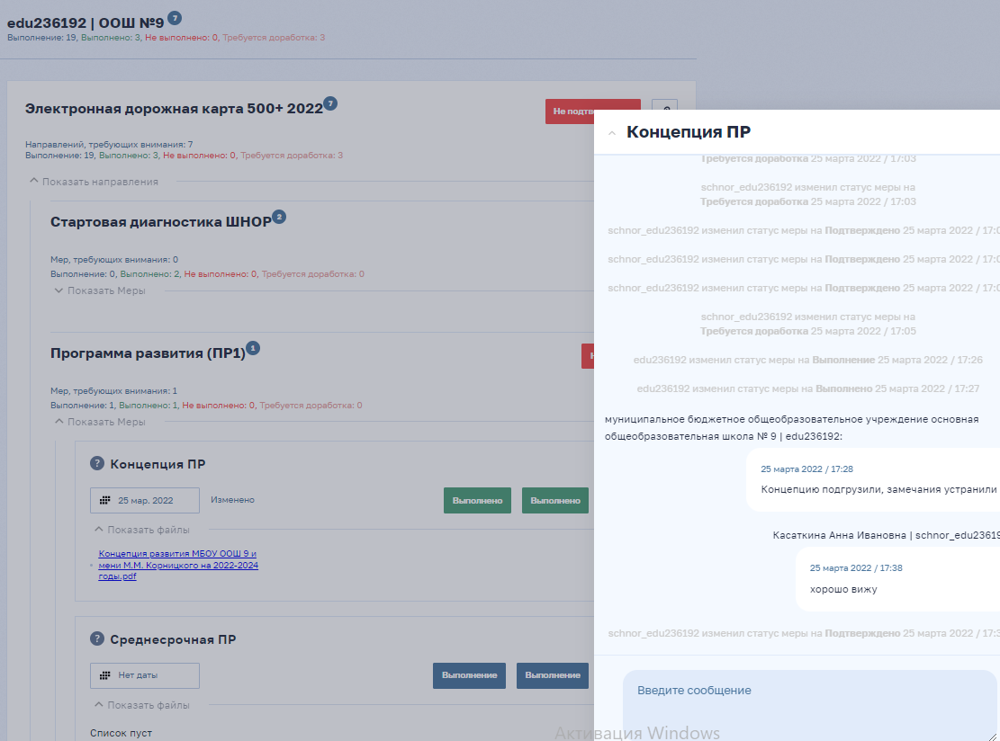 edu236192 | ООШ №9 7
Выполнение: 19, Выполнено: 3, Не выполнено: 0, Требуется доработка: 3
Электронная дорожная карта 500+ 2022 7
Не подтв
Направлений, требующих внимания: 7
Выполнение: 19, Выполнено: 3, Не выполнено: 0, Требуется доработка: 3
Показать направления
Стартовая диагностика ШНОР 2
Мер, требующих внимания: 0
Выполнение: 0, Выполнено: 2, Не выполнено: 0, Требуется доработка: 0
Показать Меры
Программа развития (ПР1) 1
Мер, требующих внимания: 1
Выполнение: 1, Выполнено: 1, Не выполнено: 0, Требуется доработка: 0
Показать Меры
? Концепция ПР
25 мар. 2022 Изменено Выполнено Выполнено
Показать файлы
Концепция развития МБОУ ООШ 9 и
мени М.М. Корницкого на 2022-2024
годы.pdf
? Среднесрочная ПР
Нет даты Выполнение Выполнение
Показать файлы
Список пуст
Концепция ПР
Требуется доработка 25 марта 2022 / 17:03
schnor_edu236192 изменил статус меры на
Требуется доработка 25 марта 2022 / 17:03
schnor_edu236192 изменил статус меры на Подтверждено 25 марта 2022 / 17:0
schnor_edu236192 изменил статус меры на Подтверждено 25 марта 2022 / 17:0
schnor_edu236192 изменил статус меры на Подтверждено 25 марта 2022 / 17:0
schnor_edu236192 изменил статус меры на
Требуется доработка 25 марта 2022 / 17:05
edu236192 изменил статус меры на Выполнение 25 марта 2022 / 17:26
edu236192 изменил статус меры на Выполнено 25 марта 2022 / 17:27
муниципальное бюджетное общеобразовательное учреждение основная
общеобразовательная школа № 9 | edu236192:
25 марта 2022 / 17:28
Концепцию подгрузили, замечания устранили
Касаткина Анна Ивановна | schnor_edu23619
25 марта 2022 / 17:38
хорошо вижу
schnor_edu236192 изменил статус меры на Подтверждено 25 марта 2022 / 17:3
Введите сообщение
Активация Windows